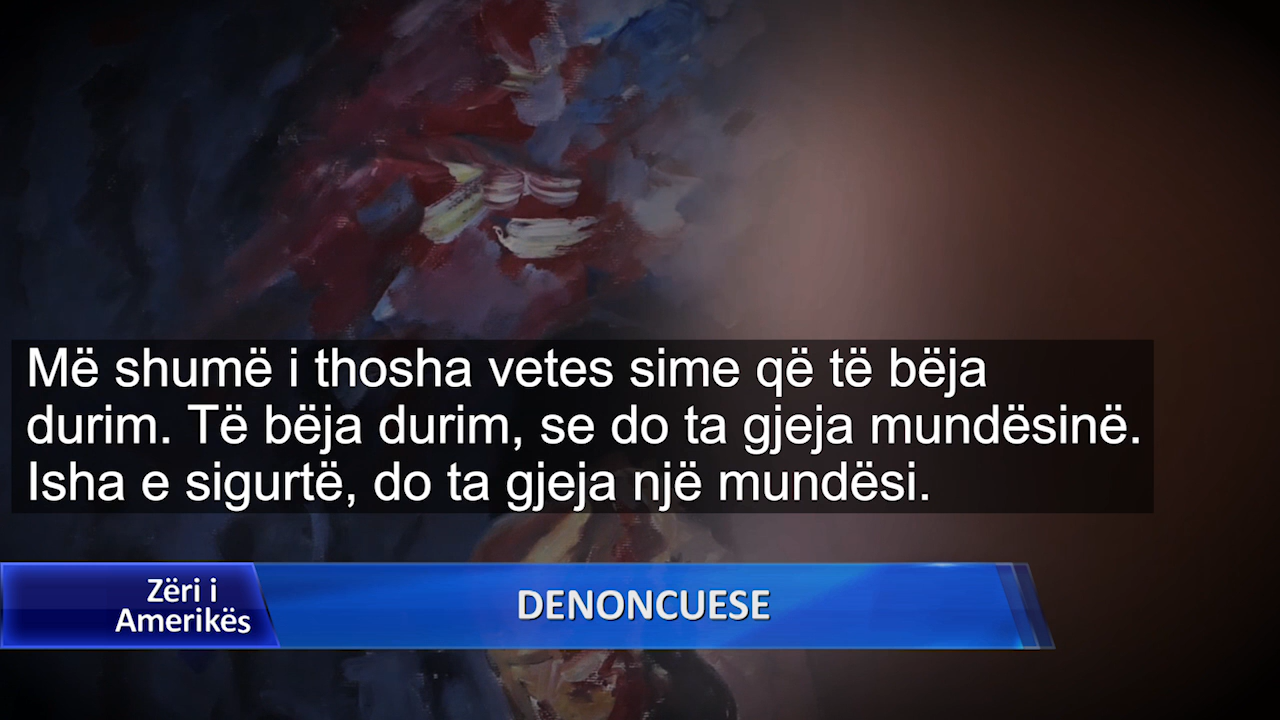 Më shumë i thosha vetes sime që të bëja
durim. Të bëja durim, se do ta gjeja mundësinë.
Isha e sigurtë, do ta gjeja një mundësi.
Zëri i
Amerikës
DENONCUESE